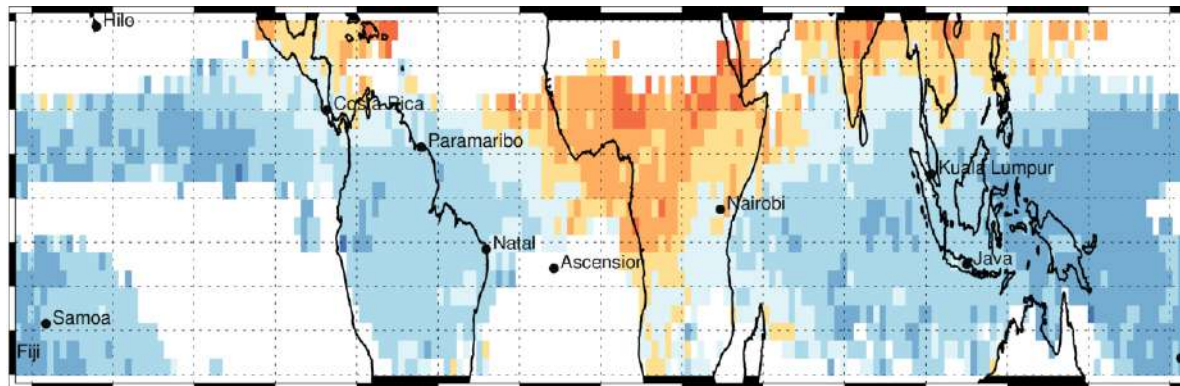 Hilo
Costa Rica
Paramaribo
Kuala Lumpur
Nairobi
Natal
Ascension
Java
Samoa
Fiji